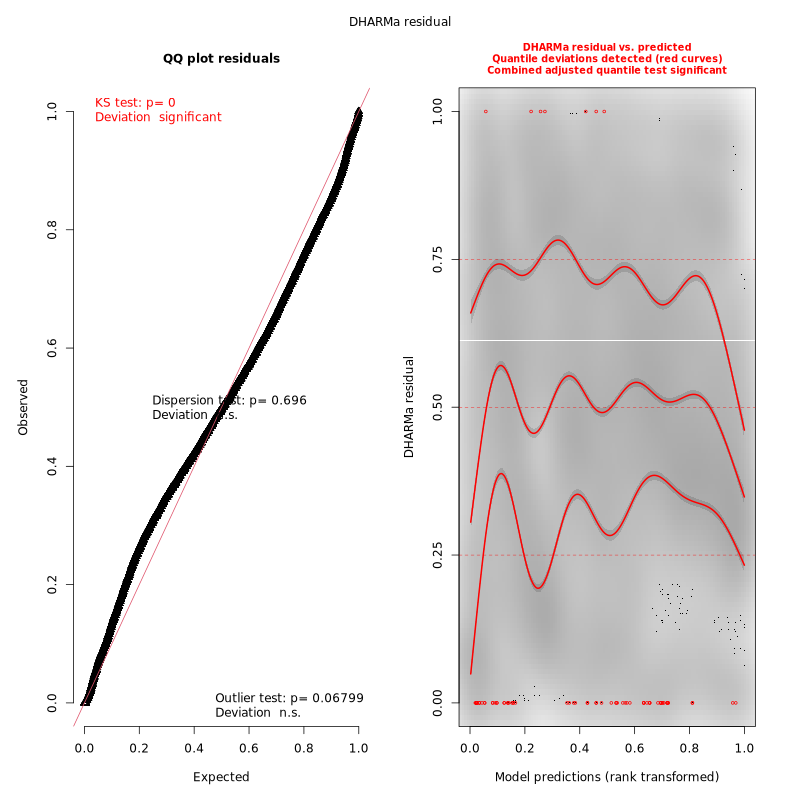 DHARMa residual
QQ plot residuals
KS test: p= 0
Deviation  significant
Dispersion test: p= 0.696
Deviation  n.s.
Outlier test: p= 0.06799
Deviation  n.s.
Observed
0.0
0.2
0.4
0.6
0.8
1.0
0.0
0.2
0.4
0.6
0.8
1.0
Expected
DHARMa residual vs. predicted
Quantile deviations detected (red curves)
Combined adjusted quantile test significant
DHARMa residual
0.00
0.25
0.50
0.75
1.00
0.0
0.2
0.4
0.6
0.8
1.0
Model predictions (rank transformed)